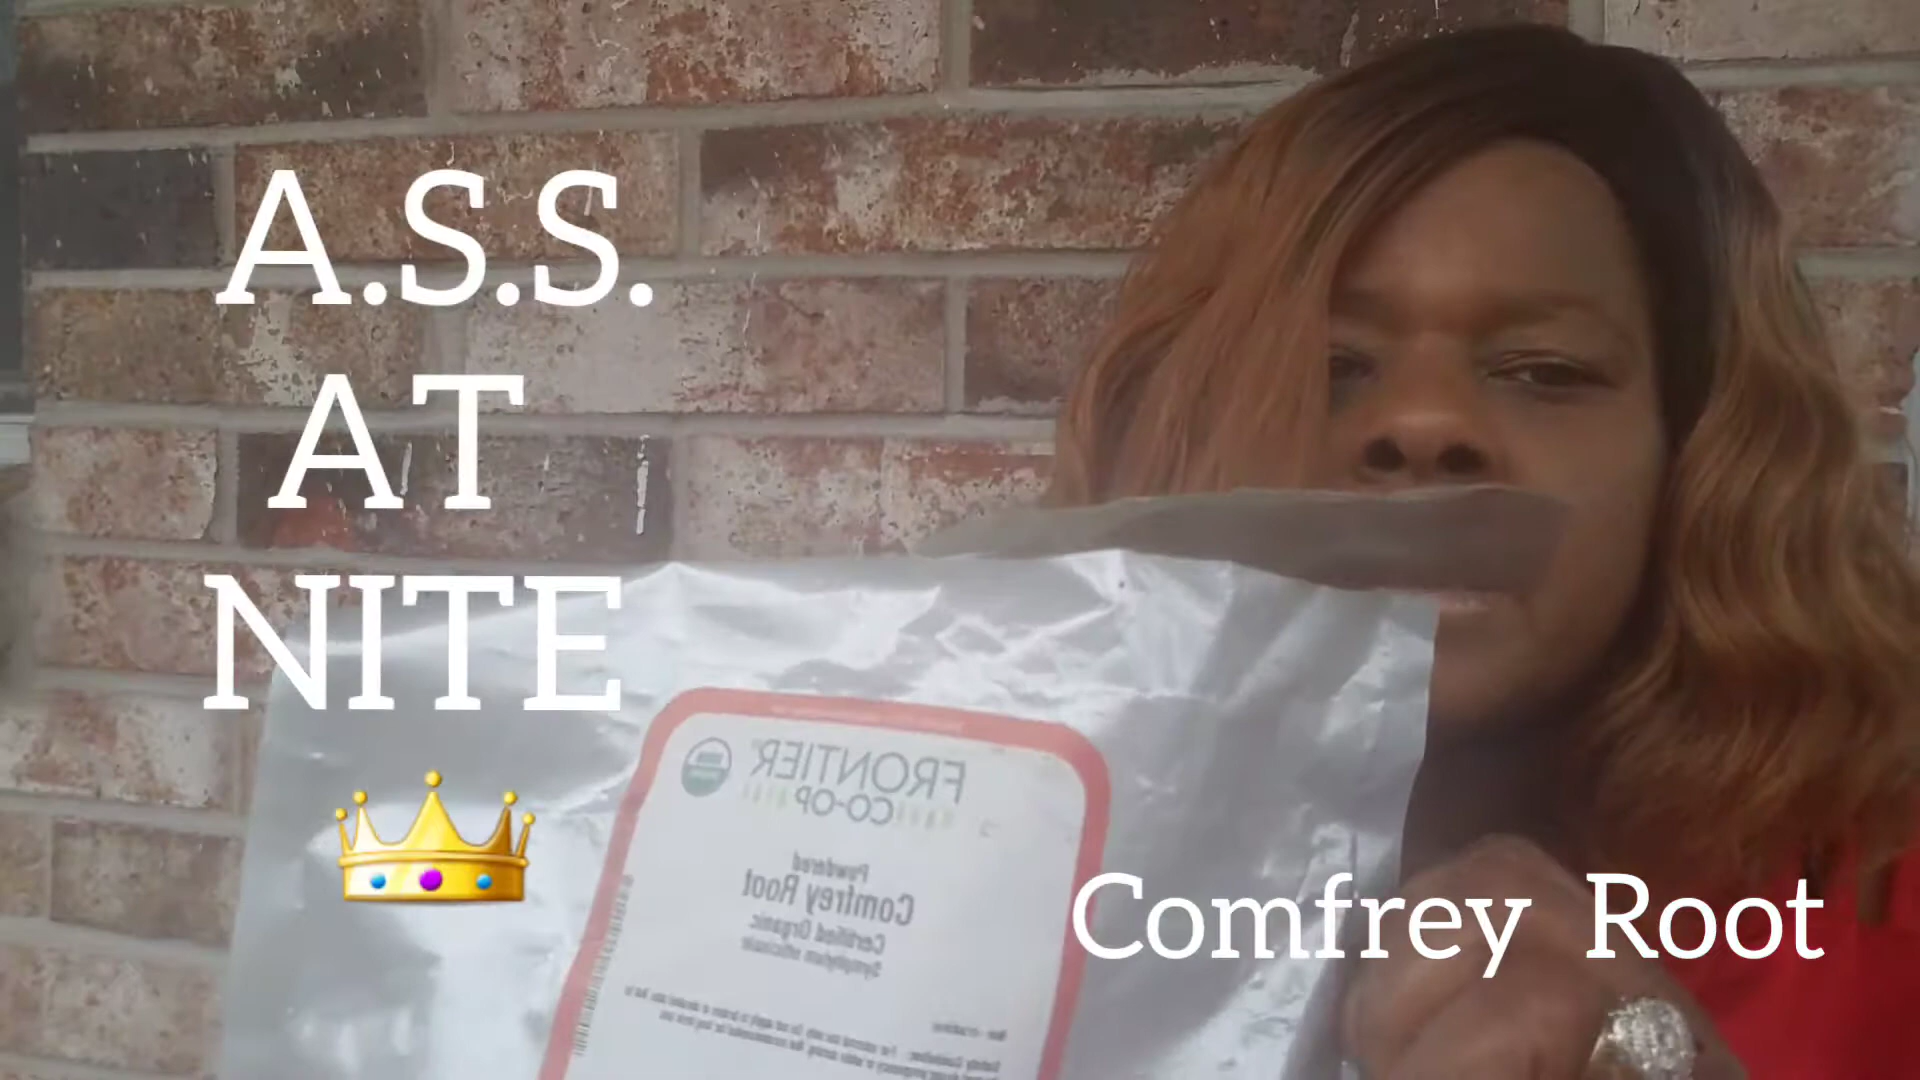 A.S.S.
AT
NITE
FRONTIER
CO-OP
Powdered
Comfrey Root
Certified Organic
Symphytum officinale
Comfrey Root